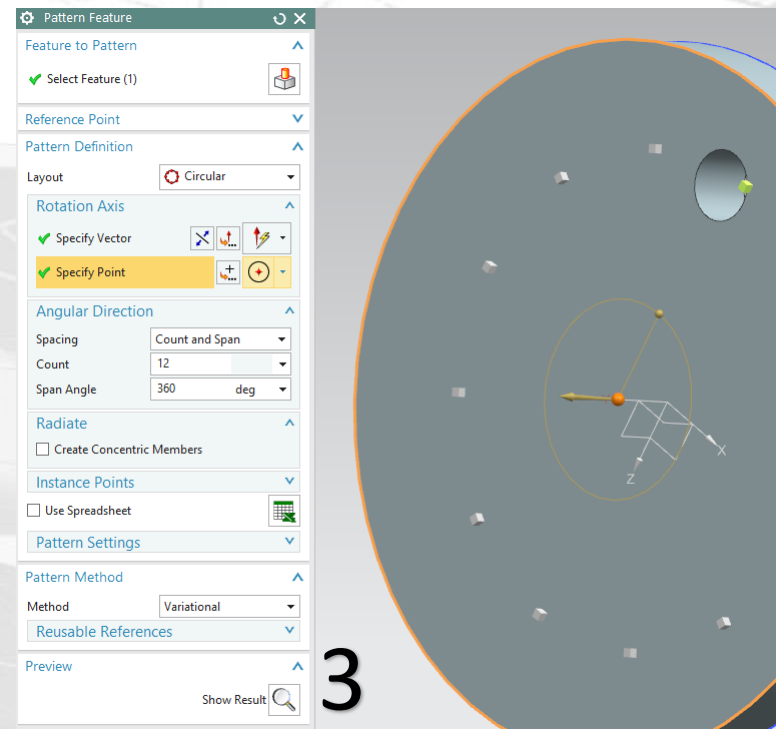 Pattern Feature
Feature to Pattern
Select Feature (1)
Reference Point
Pattern Definition
Layout Circular
Rotation Axis
Specify Vector
Specify Point
Angular Direction
Spacing Count and Span
Count 12
Span Angle 360 deg
Radiate
Create Concentric Members
Instance Points
Use Spreadsheet
Pattern Settings
Pattern Method
Method Variational
Reusable References
Preview
Show Result
3
X
Z